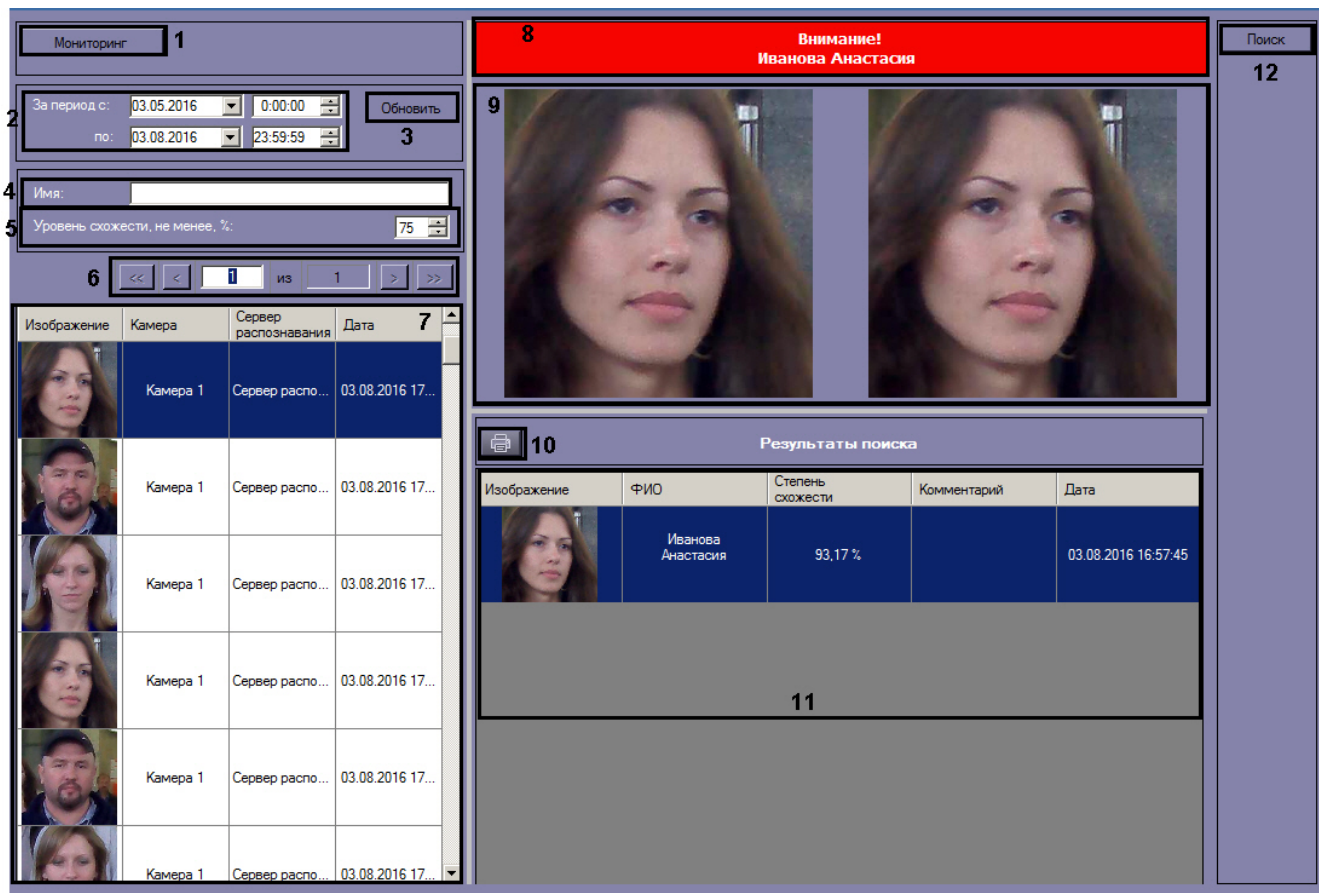 Мониторинг
1
За период с: 03.05.2016 0:00:00
Обновить
2
по: 03.08.2016 23:59:59
3
4
Имя:
5
Уровень схожести, не менее, %: 75
6
<< < 1 из 1 > >>
Изображение Камера Сервер распознавания Дата
7
Камера 1 Сервер распо... 03.08.2016 17...
Камера 1 Сервер распо... 03.08.2016 17...
Камера 1 Сервер распо... 03.08.2016 17...
Камера 1 Сервер распо... 03.08.2016 17...
Камера 1 Сервер распо... 03.08.2016 17...
Камера 1 Сервер распо... 03.08.2016 17...
8
Внимание!
Иванова Анастасия
9
10
Результаты поиска
Изображение ФИО Степень схожести Комментарий Дата
Иванова
Анастасия
93,17 %
03.08.2016 16:57:45
11
Поиск
12